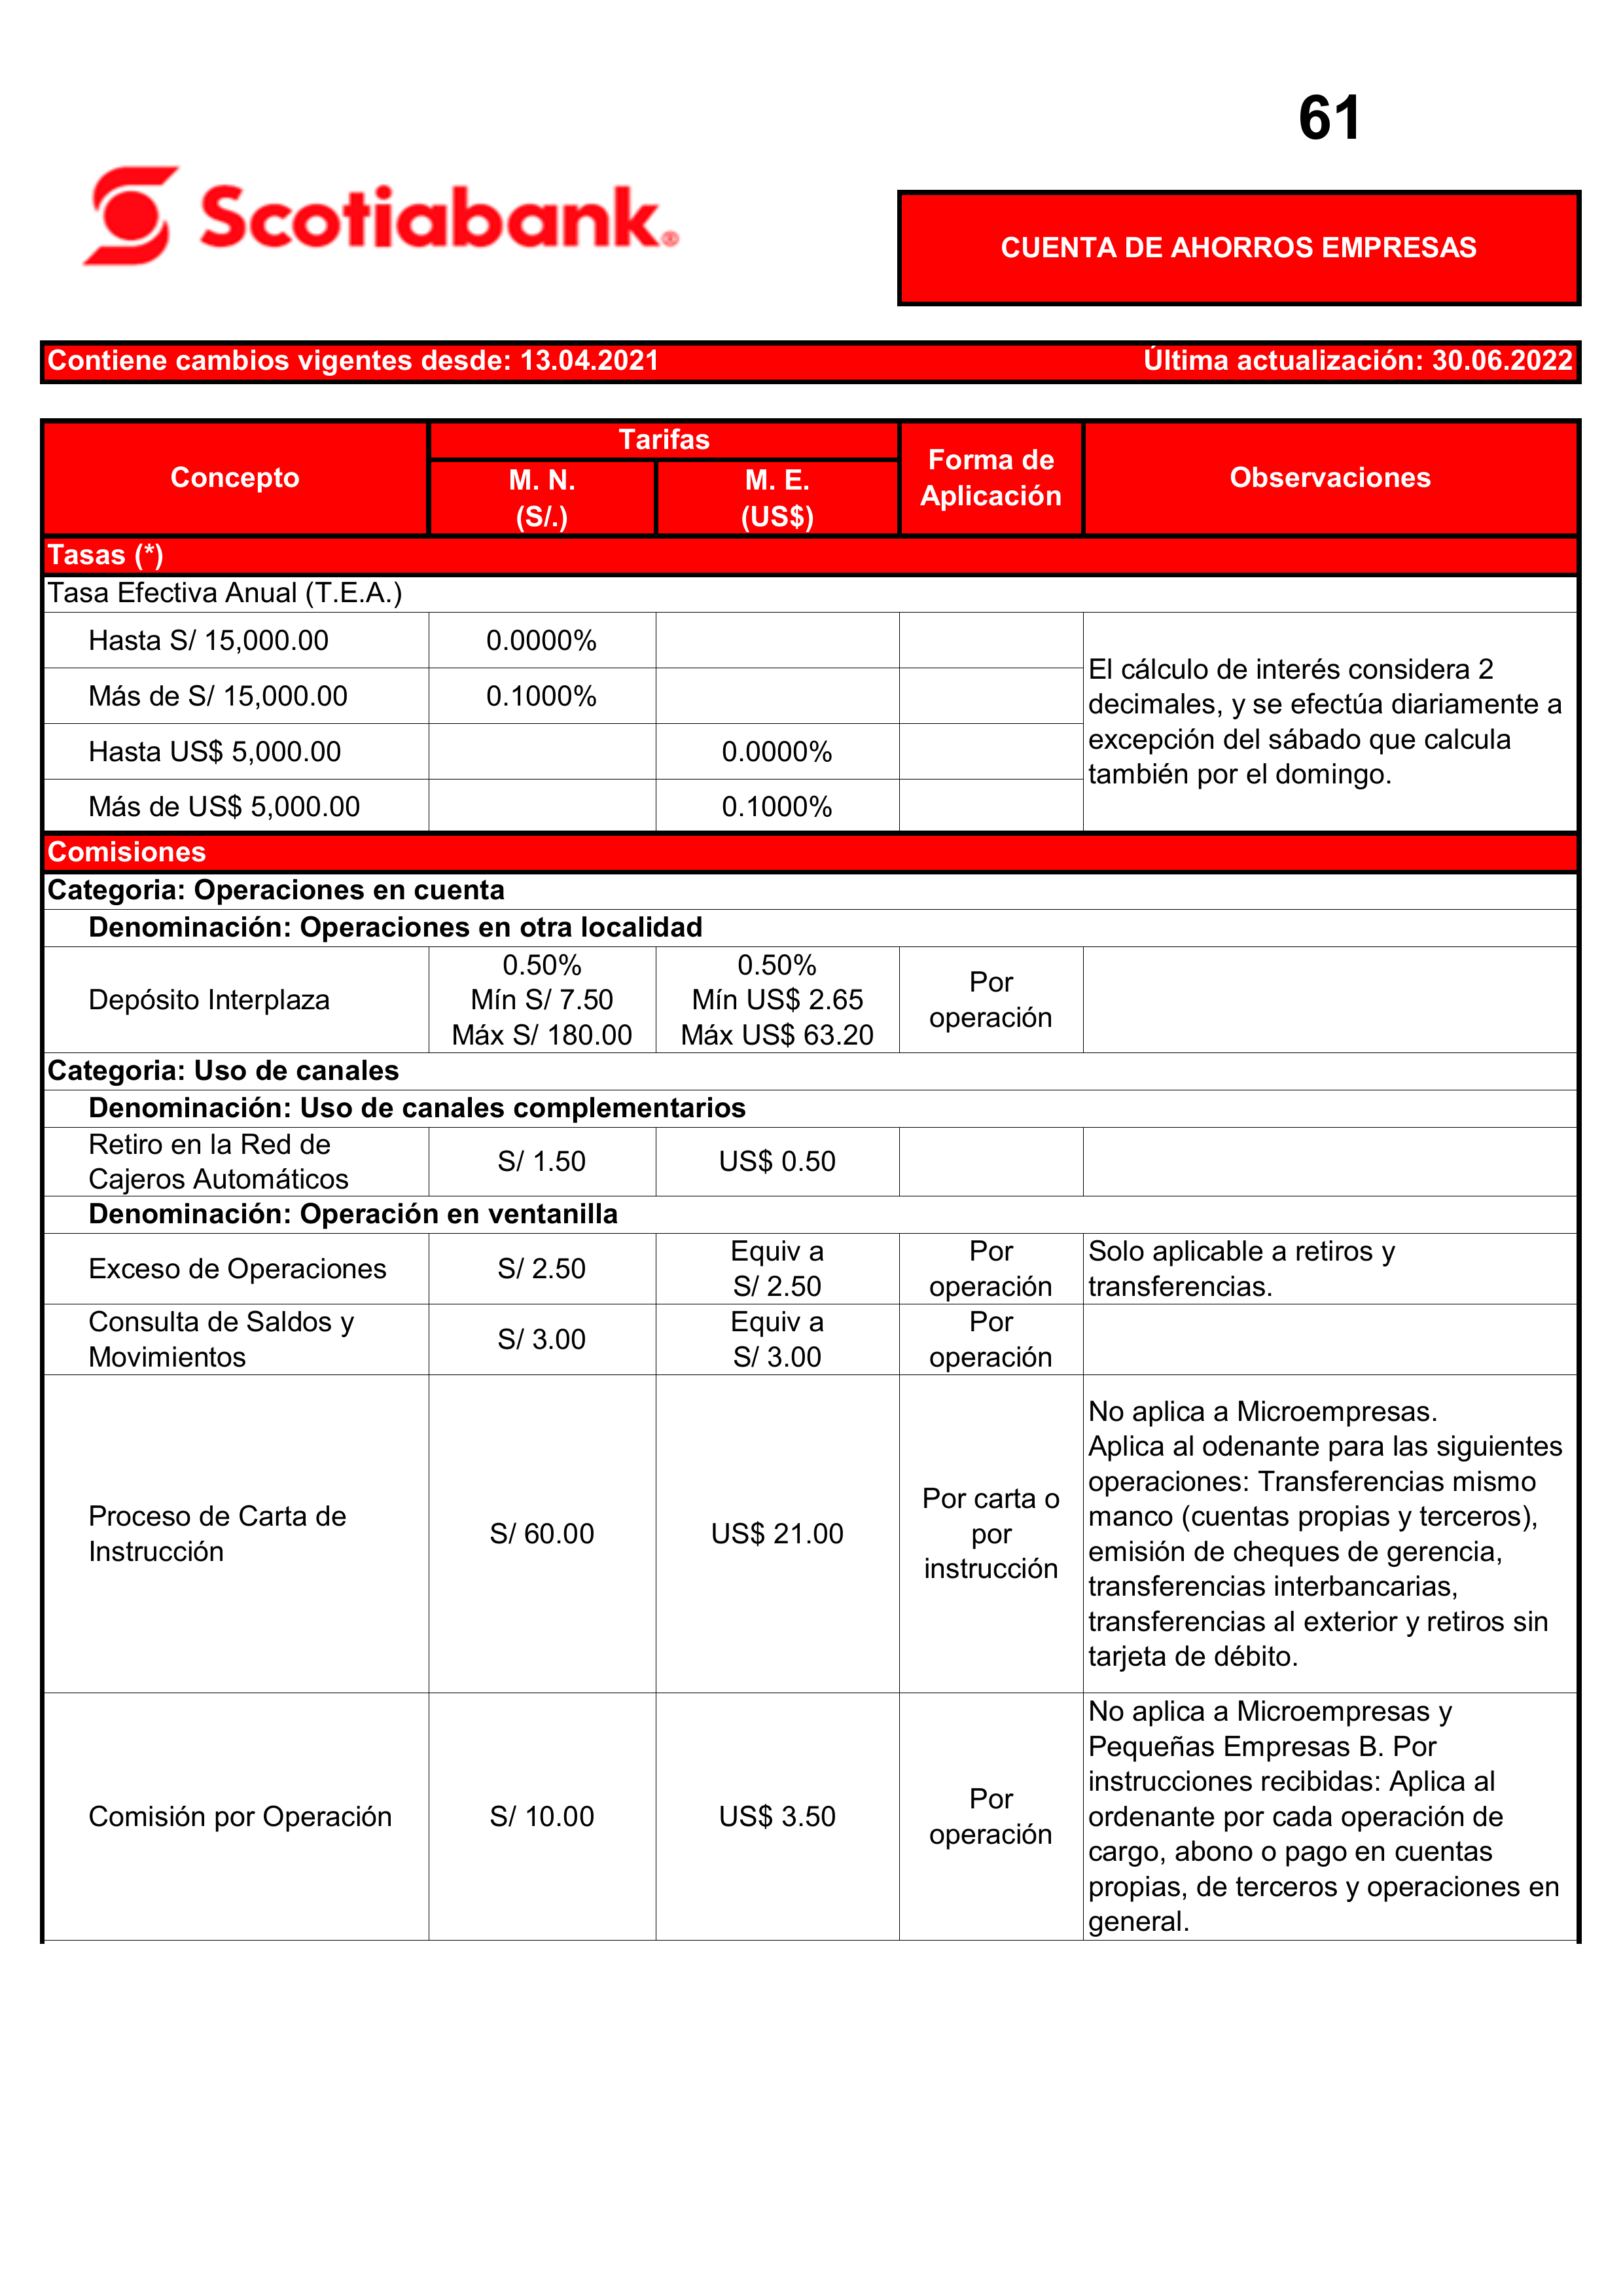 61
Scotiabank®
CUENTA DE AHORROS EMPRESAS
Contiene cambios vigentes desde: 13.04.2021 Última actualización: 30.06.2022
Concepto
Tarifas
M. N.
(S/.)
M. E.
(US$)
Forma de
Aplicación
Observaciones
Tasas (*)
Tasa Efectiva Anual (T.E.A.)
Hasta S/ 15,000.00 0.0000%
Más de S/ 15,000.00 0.1000%
Hasta US$ 5,000.00 0.0000%
Más de US$ 5,000.00 0.1000%
El cálculo de interés considera 2
decimales, y se efectúa diariamente a
excepción del sábado que calcula
también por el domingo.
Comisiones
Categoria: Operaciones en cuenta
Denominación: Operaciones en otra localidad
Depósito Interplaza
0.50%
Mín S/ 7.50
Máx S/ 180.00
0.50%
Mín US$ 2.65
Máx US$ 63.20
Por
operación
Categoria: Uso de canales
Denominación: Uso de canales complementarios
Retiro en la Red de
Cajeros Automáticos
S/ 1.50
US$ 0.50
Denominación: Operación en ventanilla
Exceso de Operaciones
S/ 2.50
Equiv a
S/ 2.50
Por
operación
Solo aplicable a retiros y
transferencias.
Consulta de Saldos y
Movimientos
S/ 3.00
Equiv a
S/ 3.00
Por
operación
Proceso de Carta de
Instrucción
S/ 60.00
US$ 21.00
Por carta o
por
instrucción
No aplica a Microempresas.
Aplica al odenante para las siguientes
operaciones: Transferencias mismo
manco (cuentas propias y terceros),
emisión de cheques de gerencia,
transferencias interbancarias,
transferencias al exterior y retiros sin
tarjeta de débito.
Comisión por Operación
S/ 10.00
US$ 3.50
Por
operación
No aplica a Microempresas y
Pequeñas Empresas B. Por
instrucciones recibidas: Aplica al
ordenante por cada operación de
cargo, abono o pago en cuentas
propias, de terceros y operaciones en
general.